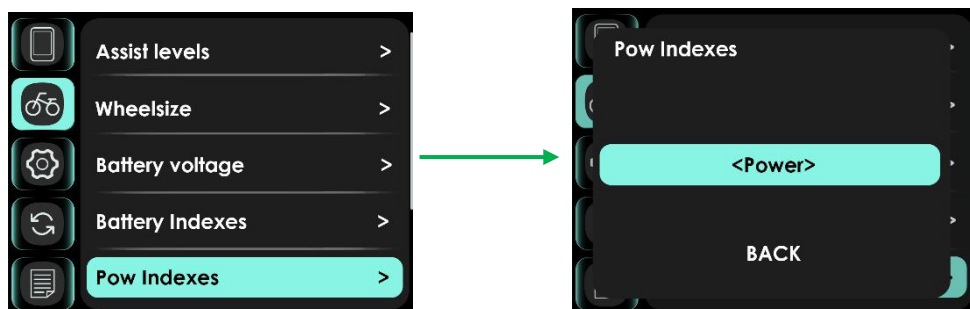 Assist levels >
Wheelsize >
Battery voltage >
Battery Indexes >
Pow Indexes >
Pow Indexes
<Power>
BACK